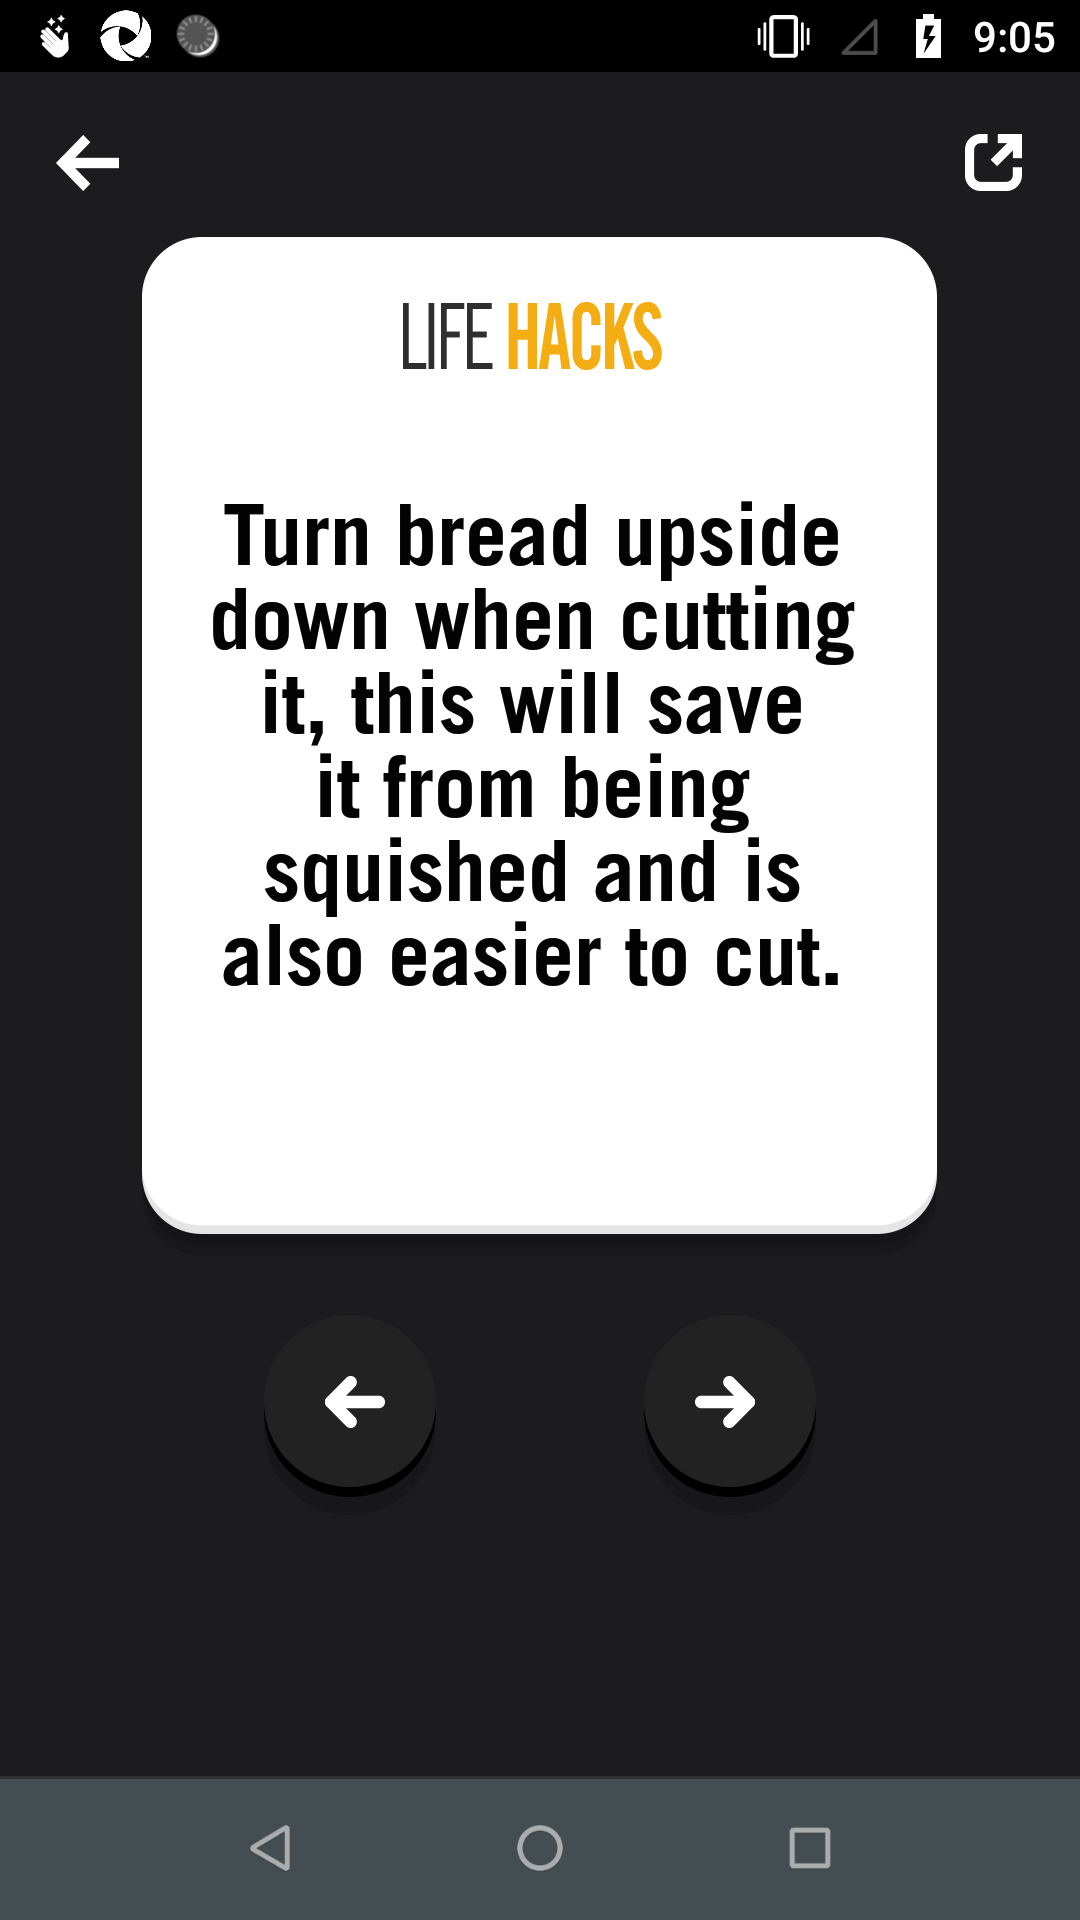 9:05
LIFE HACKS
Turn bread upside
down when cutting
it, this will save
it from being
squished and is
also easier to cut.